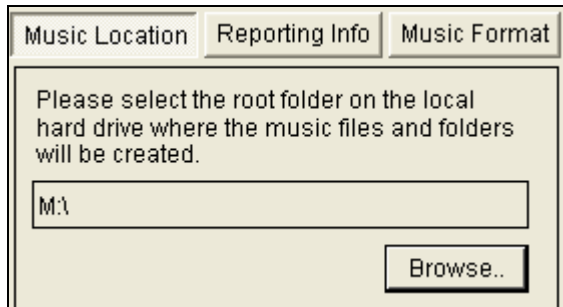 Music Location Reporting Info Music Format
Please select the root folder on the local
hard drive where the music files and folders
will be created.
M:\
Browse..